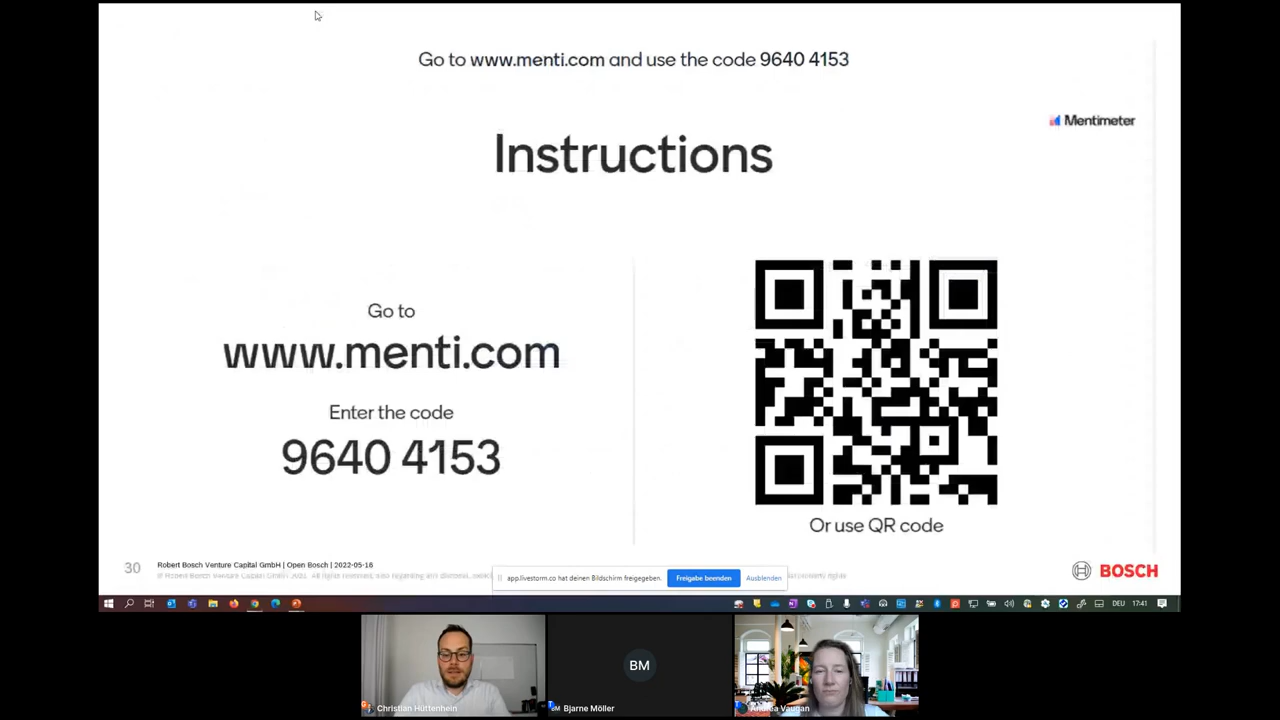 Go to www.menti.com and use the code 9640 4153
Mentimeter
Instructions
Go to
www.menti.com
Enter the code
9640 4153
Or use QR code
30
Robert Bosch Venture Capital GmbH | Open Bosch | 2022-05-16
BOSCH
app.livestorm.co hat deinen Bildschirm freigegeben.
Freigabe beenden
Ausblenden
DEU
17:41
BM
Christian Hüttenhein
BM Bjarne Möller
Andrea Vaugan